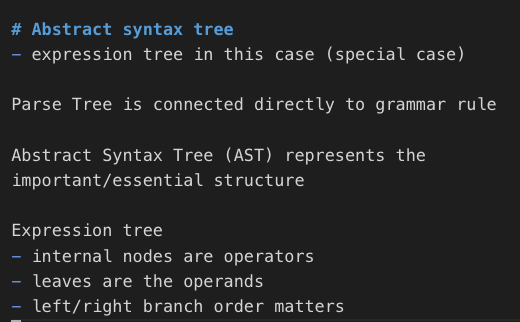 # Abstract syntax tree
– expression tree in this case (special case)
Parse Tree is connected directly to grammar rule
Abstract Syntax Tree (AST) represents the
important/essential structure
Expression tree
– internal nodes are operators
– leaves are the operands
– left/right branch order matters